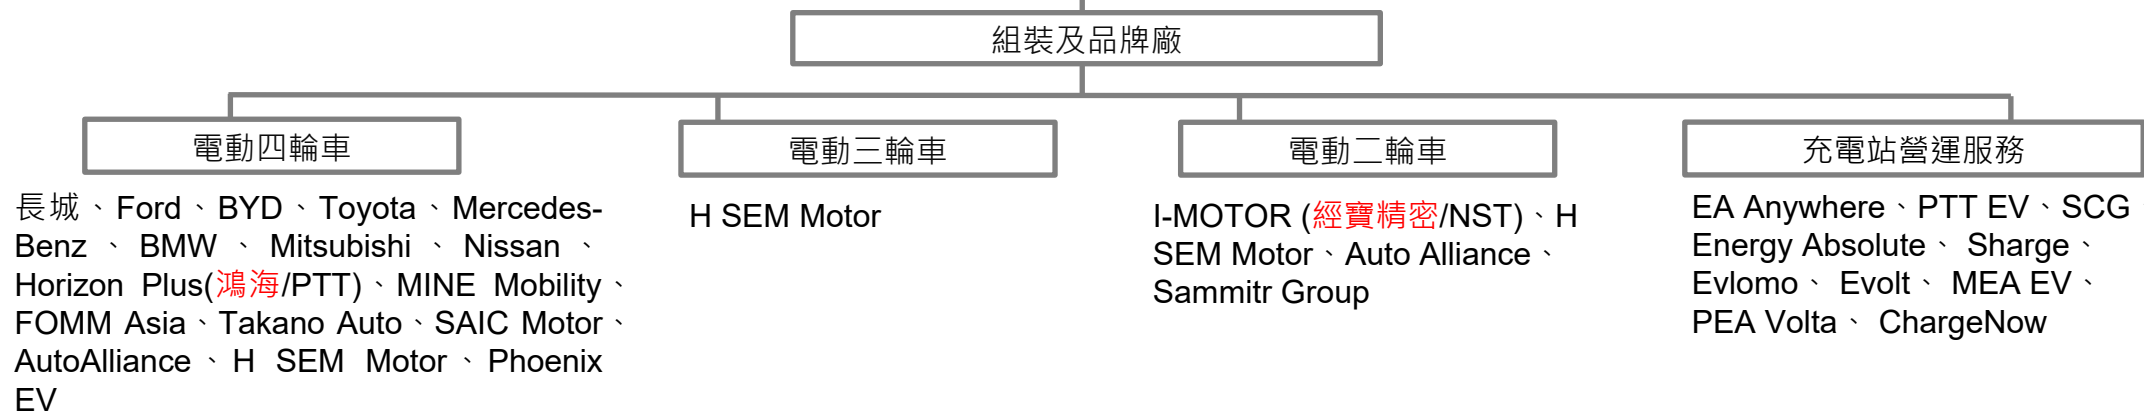 組裝及品牌廠
電動四輪車
電動三輪車
電動二輪車
充電站營運服務
長城、Ford、BYD、Toyota、Mercedes-
Benz、BMW、Mitsubishi、Nissan、
Horizon Plus(鴻海/PTT)、MINE Mobility、
FOMM Asia、Takano Auto、SAIC Motor、
AutoAlliance、H SEM Motor、Phoenix
EV
H SEM Motor
I-MOTOR (經寶精密/NST)、H
SEM Motor、Auto Alliance、
Sammitr Group
EA Anywhere、PTT EV、SCG、
Energy Absolute、Sharge、
Evlomo、Evolt、MEA EV、
PEA Volta、ChargeNow